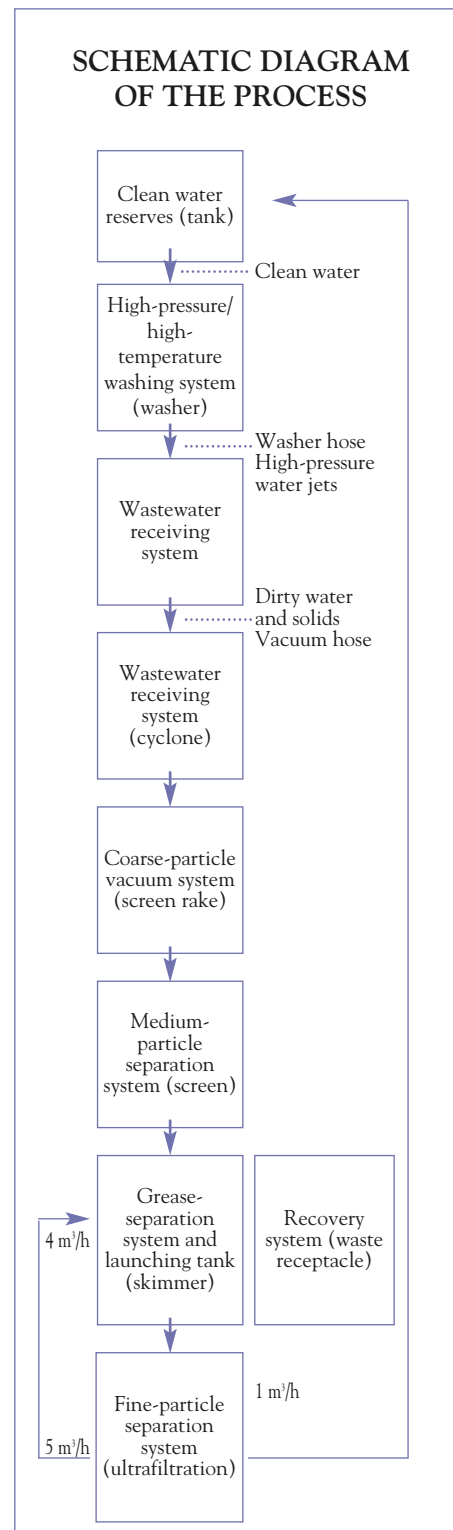 SCHEMATIC DIAGRAM
OF THE PROCESS
Clean water
reserves (tank)
Clean water
High-pressure/
high-
temperature
washing system
(washer)
Washer hose
High-pressure
water jets
Wastewater
receiving
system
Dirty water
and solids
Vacuum hose
Wastewater
receiving
system
(cyclone)
Coarse-particle
vacuum system
(screen rake)
Medium-
particle
separation
system (screen)
4 m³/h
Grease-
separation
system and
launching tank
(skimmer)
Recovery
system (waste
receptacle)
5 m³/h
Fine-particle
separation
system
(ultrafiltration)
1 m³/h